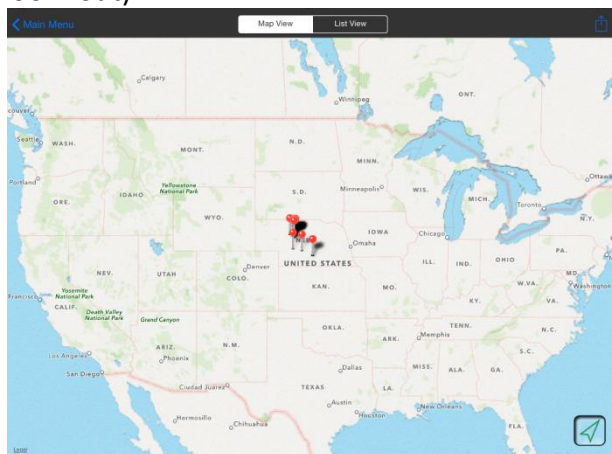 Main Menu
Map View
List View
Calgary
Winnipeg
ONT.
Seattle
WASH.
MONT.
N.D.
MINN.
Ottawa
Portland
ORE.
IDAHO
Yellowstone
National Park
S.D.
Minneapolis
WIS.
MICH.
Toronto
WYO.
N.Y.
IOWA
Chicago
Omaha
NEV.
UTAH
Denver
COLO.
UNITED STATES
ILL.
IND.
OHIO
PA.
MD.
Washington
Francisco
Yosemite
National Park
CALIF.
KAN.
MO.
W.VA.
VA.
KY.
Death Valley
National Park
Grand Canyon
Los Angeles
ARIZ.
Phoenix
N.M.
OKLA.
ARK.
Memphis
TENN.
N.C.
S.C.
San Diego
Ciudad Juárez
TEXAS
Dallas
LA.
MISS.
ALA.
GA.
Austin
Houston
New Orleans
Hermosillo
Chihuahua
FLA.
Legal